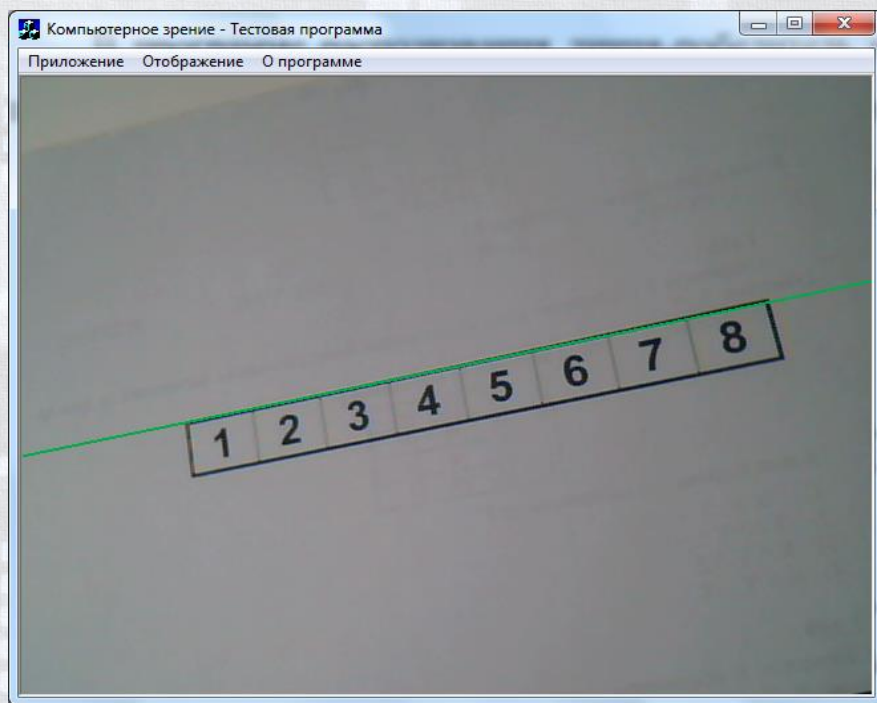 Компьютерное зрение - Тестовая программа
Приложение Отображение О программе
1 2 3 4 5 6 7 8